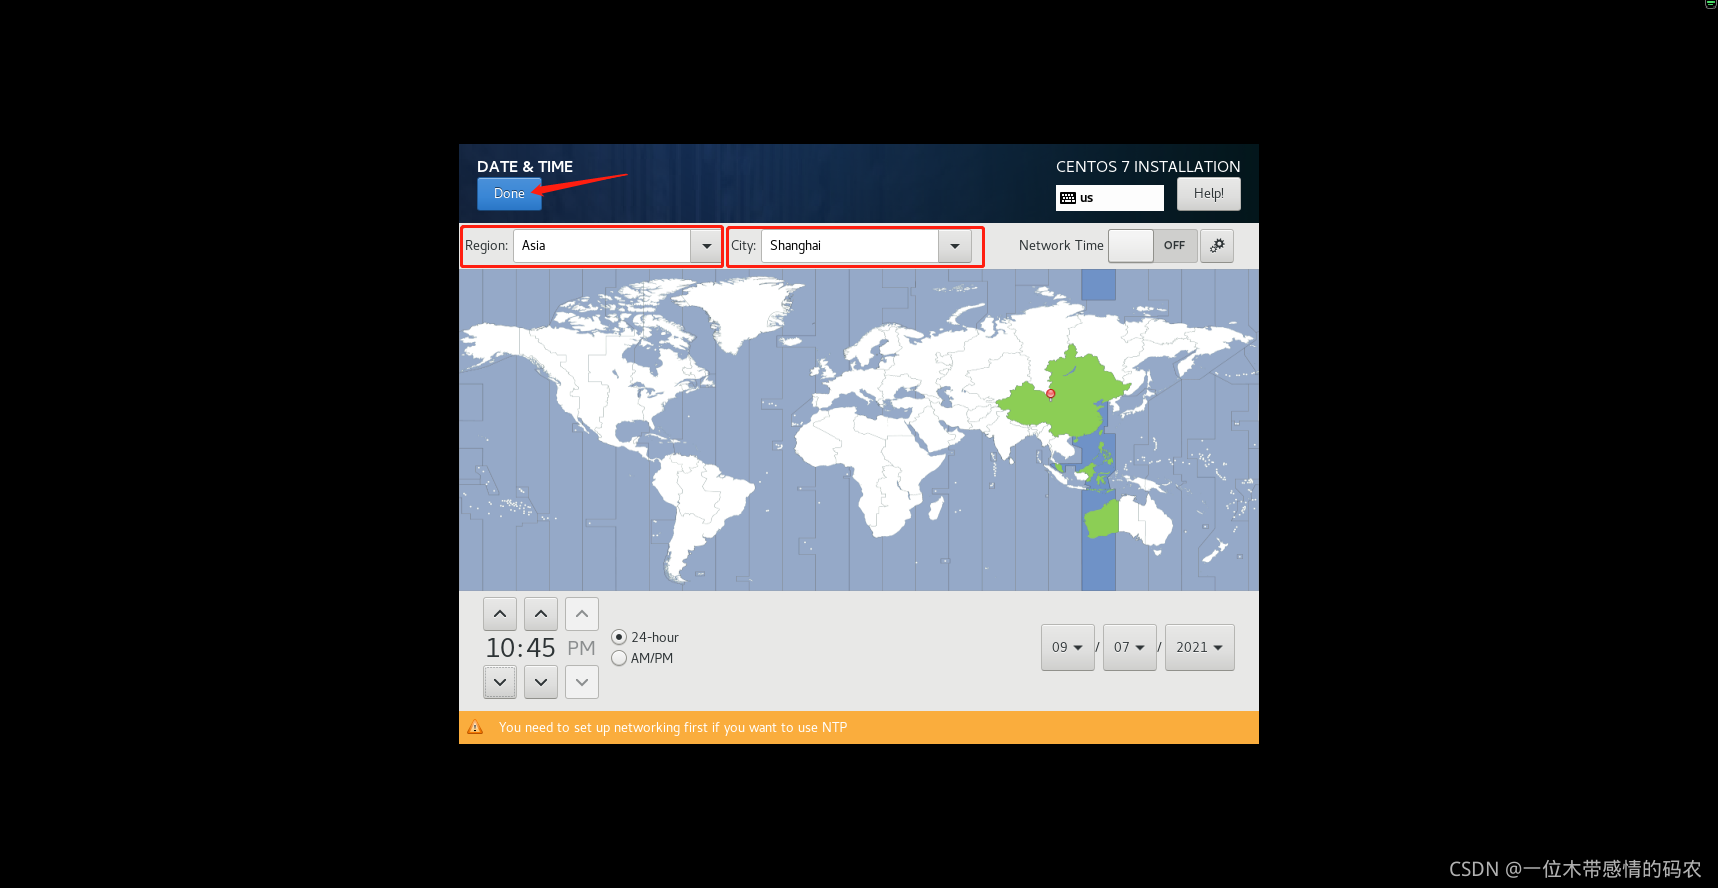 DATE & TIME
CENTOS 7 INSTALLATION
Done
us
Help!
Region: Asia
City: Shanghai
Network Time OFF
10:45 PM
24-hour
AM/PM
09 / 07 / 2021
You need to set up networking first if you want to use NTP
CSDN @一位木带感情的码农